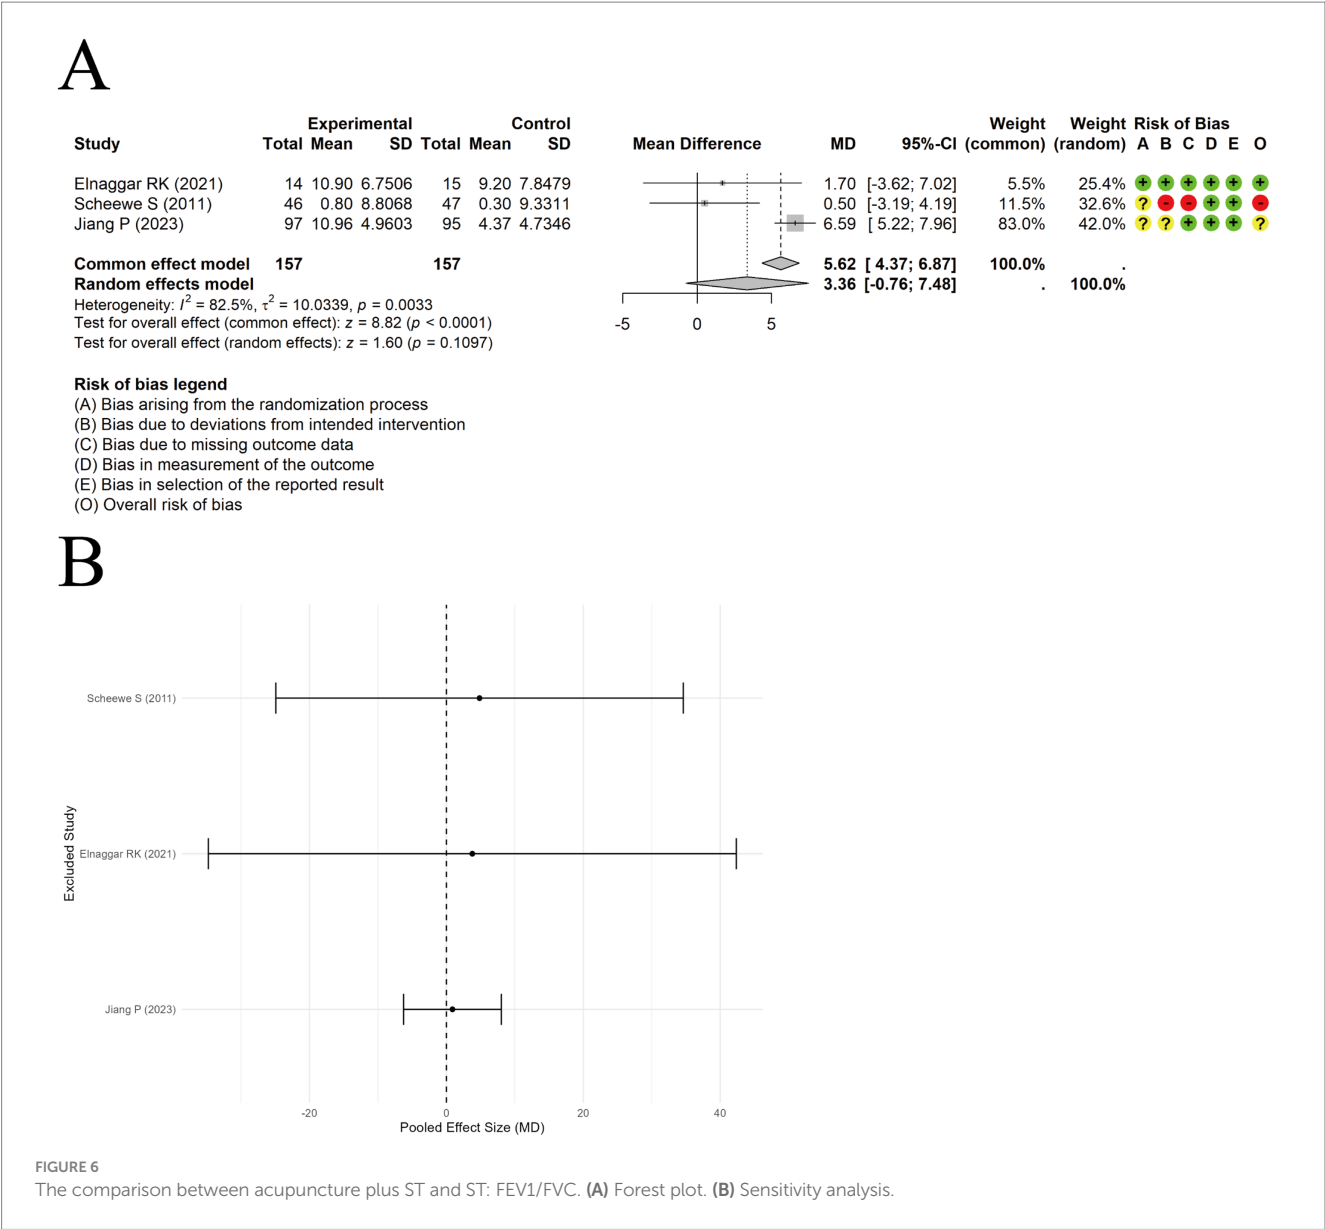 A
Experimental Control Weight Weight Risk of Bias
Study Total Mean SD Total Mean SD Mean Difference MD 95%-CI (common) (random) A B C D E O
Elnaggar RK (2021) 14 10.90 6.7506 15 9.20 7.8479 1.70 [-3.62; 7.02] 5.5% 25.4% + + + + + +
Scheewe S (2011) 46 0.80 8.8068 47 0.30 9.3311 0.50 [-3.19; 4.19] 11.5% 32.6% ? - - + + -
Jiang P (2023) 97 10.96 4.9603 95 4.37 4.7346 6.59 [ 5.22; 7.96] 83.0% 42.0% ? ? + + + ?
Common effect model 157 157 5.62 [ 4.37; 6.87] 100.0% .
Random effects model 3.36 [-0.76; 7.48] . 100.0%
Heterogeneity: I² = 82.5%, τ² = 10.0339, p = 0.0033
Test for overall effect (common effect): z = 8.82 (p < 0.0001)
Test for overall effect (random effects): z = 1.60 (p = 0.1097)
-5 0 5
Risk of bias legend
(A) Bias arising from the randomization process
(B) Bias due to deviations from intended intervention
(C) Bias due to missing outcome data
(D) Bias in measurement of the outcome
(E) Bias in selection of the reported result
(O) Overall risk of bias
B
Excluded Study
Scheewe S (2011)
Elnaggar RK (2021)
Jiang P (2023)
-20 0 20 40
Pooled Effect Size (MD)
FIGURE 6
The comparison between acupuncture plus ST and ST: FEV1/FVC. (A) Forest plot. (B) Sensitivity analysis.